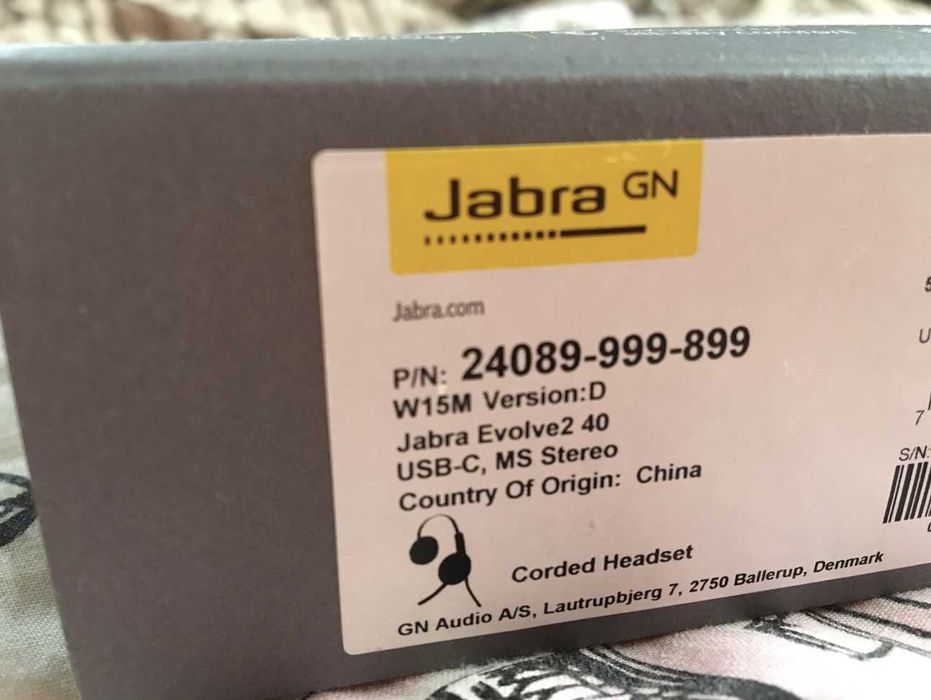 Jabra GN
Jabra.com
P/N: 24089-999-899
W15M Version:D
Jabra Evolve2 40
USB-C, MS Stereo
Country Of Origin: China
Corded Headset
GN Audio A/S, Lautrupbjerg 7, 2750 Ballerup, Denmark
7
S/N: